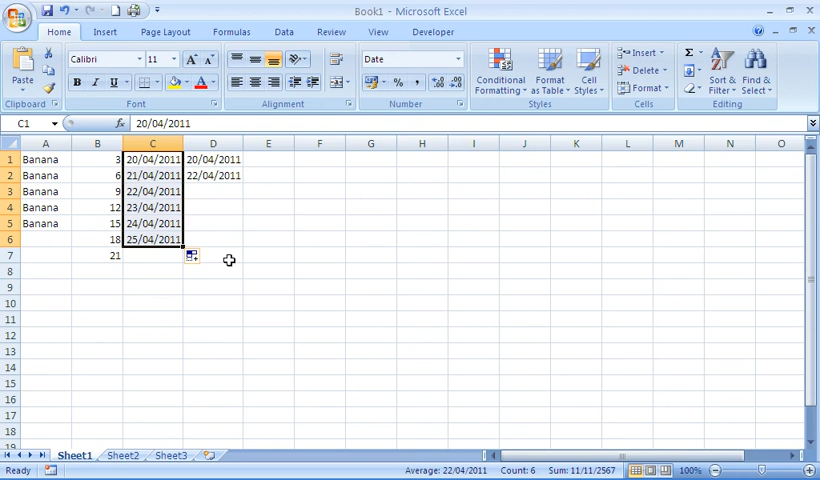 Book1 - Microsoft Excel
Home Insert Page Layout Formulas Data Review View Developer
Calibri 11 A A Date Insert Σ
Paste B I U A % , .0 .00 .00 .0 Conditional Formatting Format as Table Cell Styles Delete Format Sort & Filter Find & Select
Clipboard Font Alignment Number Styles Cells Editing
C1 fx 20/04/2011
A B C D E F G H I J K L M N O
1 Banana 3 20/04/2011 20/04/2011
2 Banana 6 21/04/2011 22/04/2011
3 Banana 9 22/04/2011
4 Banana 12 23/04/2011
5 Banana 15 24/04/2011
6 18 25/04/2011
7 21
8
9
10
11
12
13
14
15
16
17
18
19
Sheet1 Sheet2 Sheet3
Ready Average: 22/04/2011 Count: 6 Sum: 11/11/2567 100%